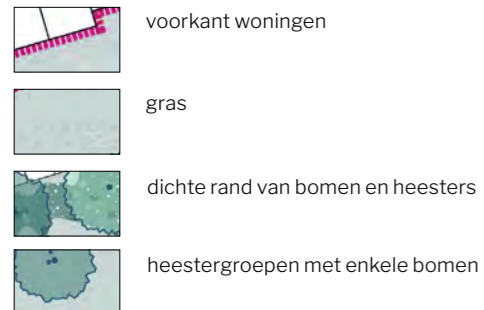 voorkant woningen
gras
dichte rand van bomen en heesters
heestergroepen met enkele bomen